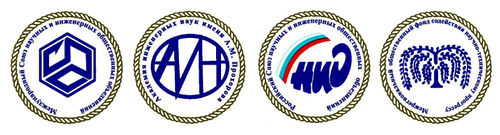 Международный Союз научных и инженерных общественных объединений
Академия инженерных наук имени А.М. Прохорова
АИН
Российский Союз научных и инженерных общественных объединений
нио
Межрегиональный общественный фонд содействия научно-техническому прогрессу